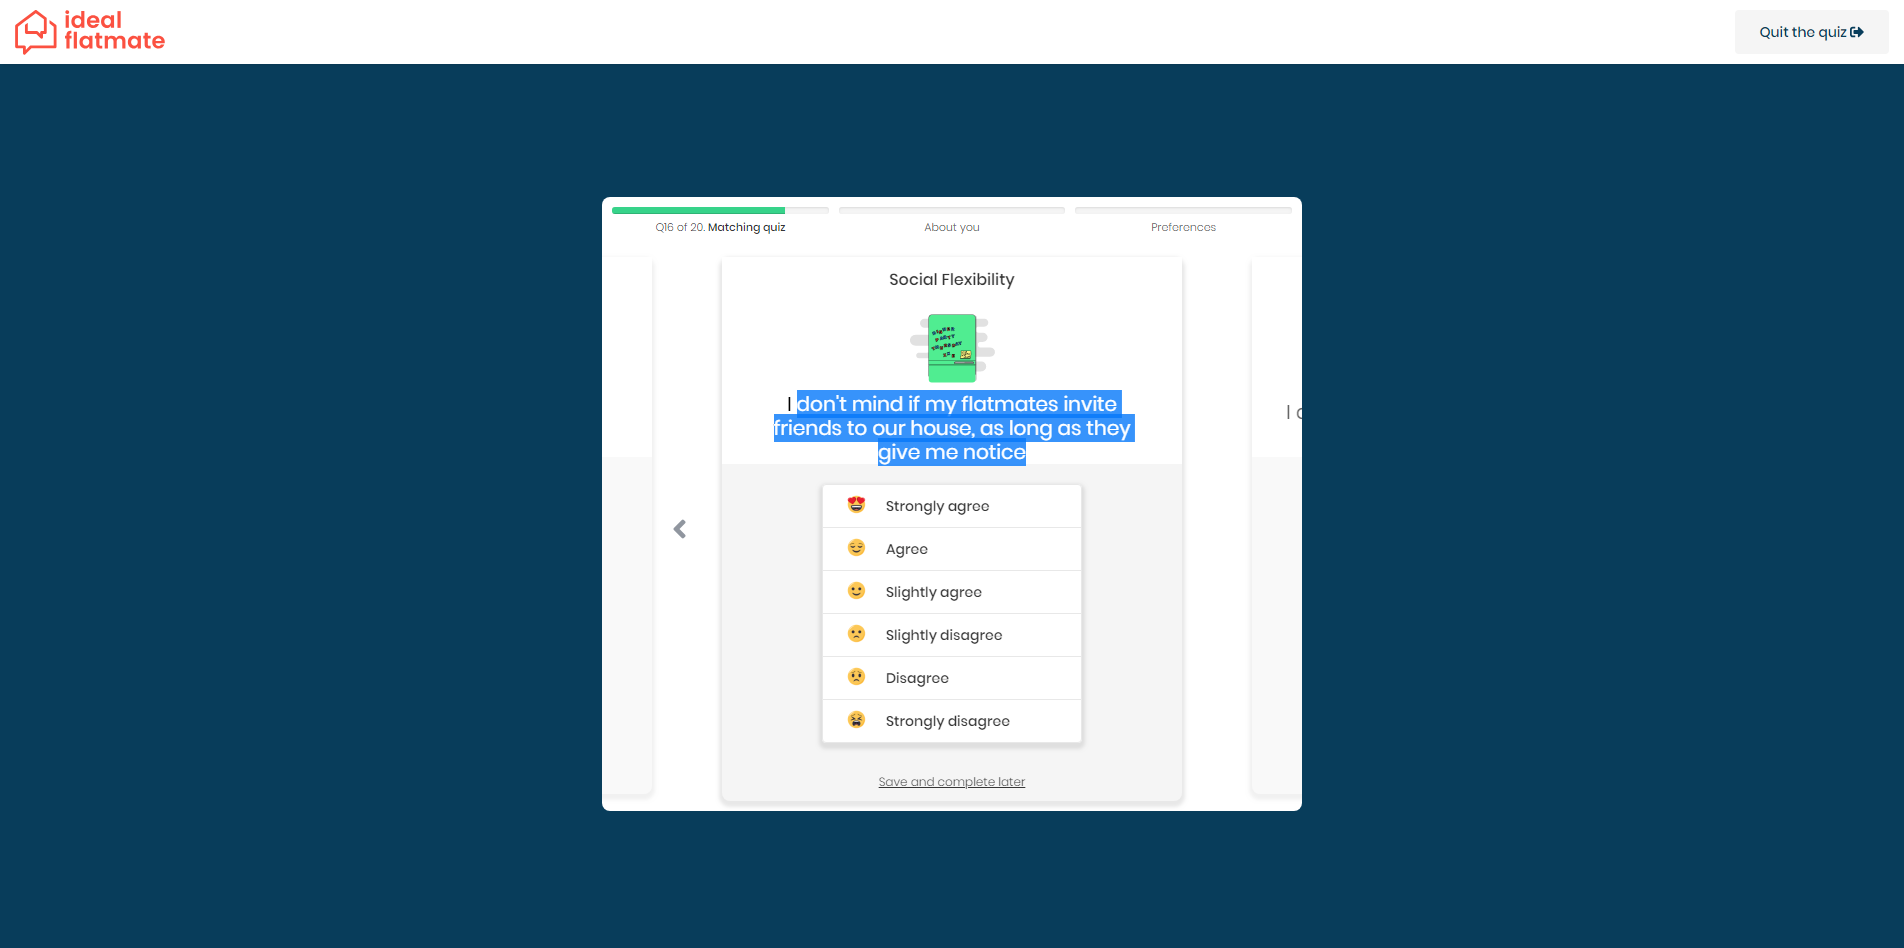 ideal
flatmate
Quit the quiz
Q16 of 20. Matching quiz
About you
Preferences
Social Flexibility
DINNER
PARTY
THURSDAY
I don't mind if my flatmates invite
friends to our house, as long as they
give me notice
I c
Strongly agree
Agree
Slightly agree
Slightly disagree
Disagree
Strongly disagree
Save and complete later